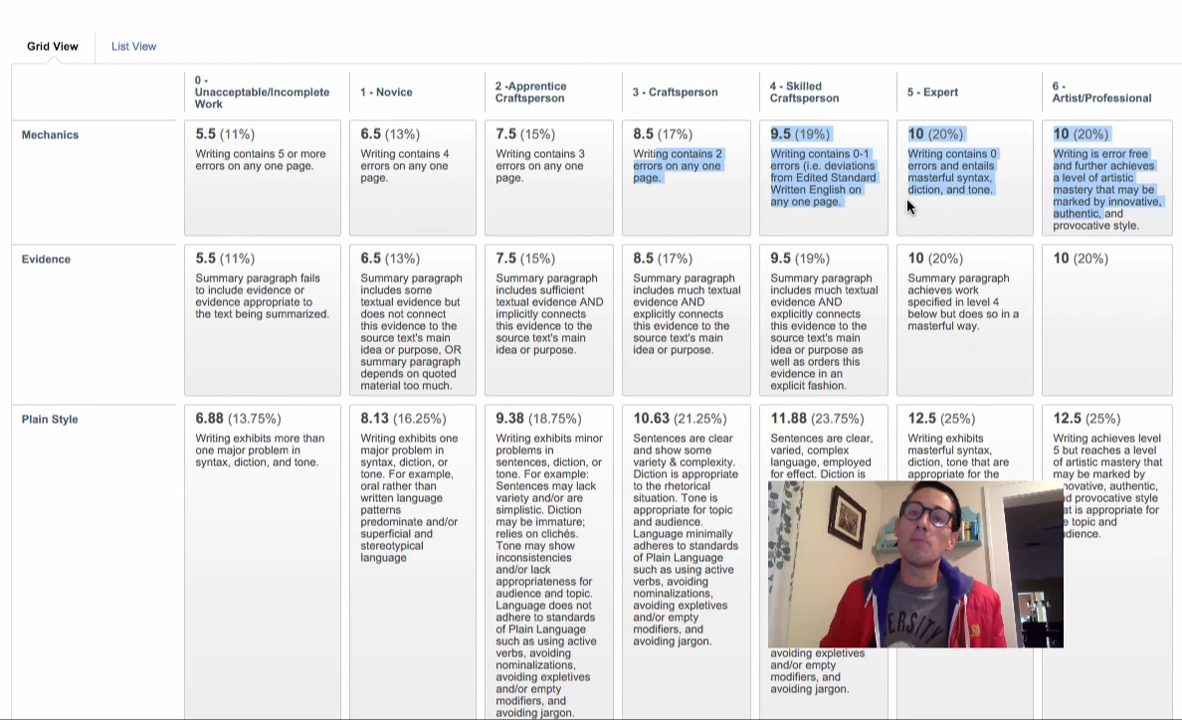 Grid View
List View
0 -
Unacceptable/Incomplete
Work
1 - Novice
2 -Apprentice
Craftsperson
3 - Craftsperson
4 - Skilled
Craftsperson
5 - Expert
6 -
Artist/Professional
Mechanics
5.5 (11%)
Writing contains 5 or more
errors on any one page.
6.5 (13%)
Writing contains 4
errors on any one
page.
7.5 (15%)
Writing contains 3
errors on any one
page.
8.5 (17%)
Writing contains 2
errors on any one
page.
9.5 (19%)
Writing contains 0-1
errors (i.e. deviations
from Edited Standard
Written English on
any one page.
10 (20%)
Writing contains 0
errors and entails
masterful syntax,
diction, and tone.
10 (20%)
Writing is error free
and further achieves
a level of artistic
mastery that may be
marked by innovative,
authentic, and
provocative style.
Evidence
5.5 (11%)
Summary paragraph fails
to include evidence or
evidence appropriate to
the text being summarized.
6.5 (13%)
Summary paragraph
includes some
textual evidence but
does not connect
this evidence to the
source text's main
idea or purpose, OR
summary paragraph
depends on quoted
material too much.
7.5 (15%)
Summary paragraph
includes sufficient
textual evidence AND
implicitly connects
this evidence to the
source text's main
idea or purpose.
8.5 (17%)
Summary paragraph
includes much textual
evidence AND
explicitly connects
this evidence to the
source text's main
idea or purpose.
9.5 (19%)
Summary paragraph
includes much textual
evidence AND
explicitly connects
this evidence to the
source text's main
idea or purpose as
well as orders this
evidence in an
explicit fashion.
10 (20%)
Summary paragraph
achieves work
specified in level 4
below but does so in a
masterful way.
10 (20%)
Plain Style
6.88 (13.75%)
Writing exhibits more than
one major problem in
syntax, diction, and tone.
8.13 (16.25%)
Writing exhibits one
major problem in
syntax, diction, or
tone. For example,
oral rather than
written language
patterns
predominate and/or
superficial and
stereotypical
language
9.38 (18.75%)
Writing exhibits minor
problems in
sentences, diction, or
tone. For example:
Sentences may lack
variety and/or are
simplistic. Diction
may be immature;
relies on clichés.
Tone may show
inconsistencies
and/or lack
appropriateness for
audience and topic.
Language does not
adhere to standards
of Plain Language
such as using active
verbs, avoiding
nominalizations,
avoiding expletives
and/or empty
modifiers, and
avoiding jargon.
10.63 (21.25%)
Sentences are clear
and show some
variety & complexity.
Diction is appropriate
to the rhetorical
situation. Tone is
appropriate for topic
and audience.
Language minimally
adheres to standards
of Plain Language
such as using active
verbs, avoiding
nominalizations,
avoiding expletives
and/or empty
modifiers, and
avoiding jargon.
11.88 (23.75%)
Sentences are clear,
varied, complex
language, employed
for effect. Diction is
avoiding expletives
and/or empty
modifiers, and
avoiding jargon.
12.5 (25%)
Writing exhibits
masterful syntax,
diction, tone that are
appropriate for the
12.5 (25%)
Writing achieves level
5 but reaches a level
of artistic mastery that
may be marked by
authentic,
provocative style
is appropriate for
topic and